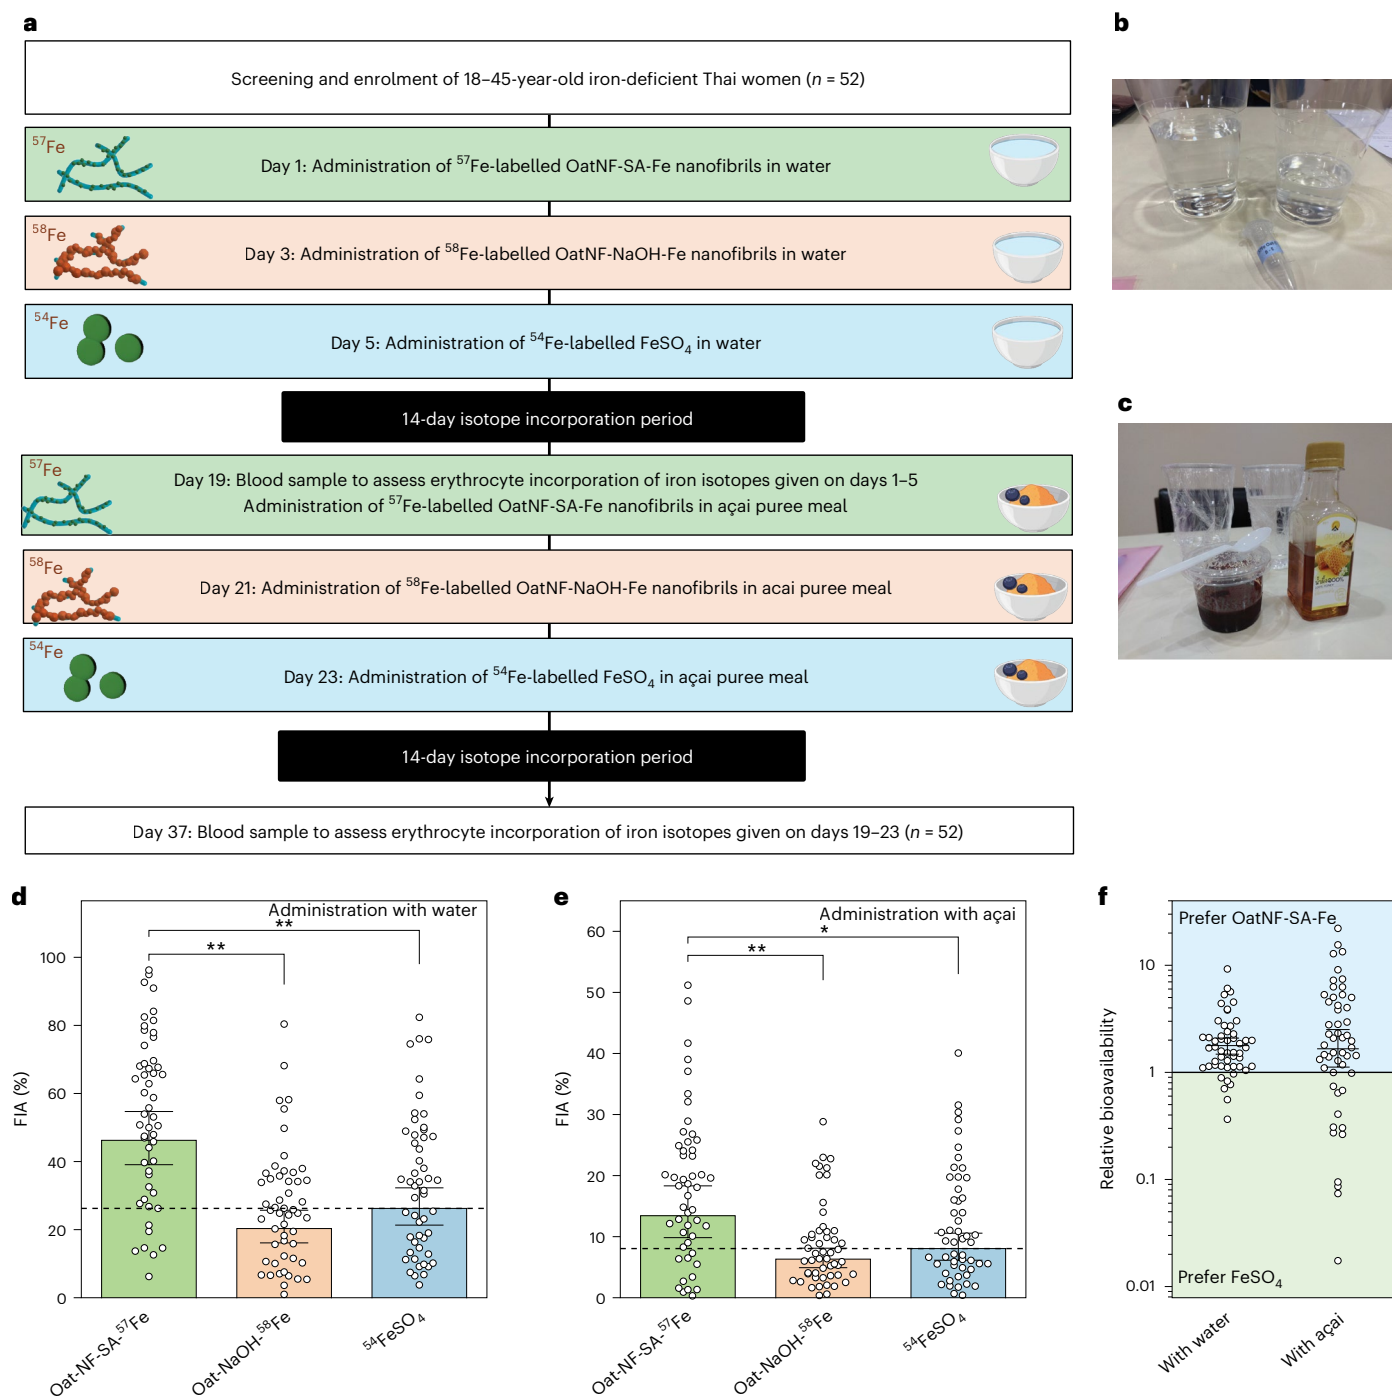 a
Screening and enrolment of 18–45-year-old iron-deficient Thai women (n = 52)
57Fe
Day 1: Administration of 57Fe-labelled OatNF-SA-Fe nanofibrils in water
58Fe
Day 3: Administration of 58Fe-labelled OatNF-NaOH-Fe nanofibrils in water
54Fe
Day 5: Administration of 54Fe-labelled FeSO4 in water
14-day isotope incorporation period
57Fe
Day 19: Blood sample to assess erythrocyte incorporation of iron isotopes given on days 1–5
Administration of 57Fe-labelled OatNF-SA-Fe nanofibrils in açai puree meal
58Fe
Day 21: Administration of 58Fe-labelled OatNF-NaOH-Fe nanofibrils in acai puree meal
54Fe
Day 23: Administration of 54Fe-labelled FeSO4 in açai puree meal
14-day isotope incorporation period
Day 37: Blood sample to assess erythrocyte incorporation of iron isotopes given on days 19–23 (n = 52)
b
c
d
Administration with water
**
**
FIA (%)
100
80
60
40
20
0
Oat-NF-SA-57Fe
Oat-NaOH-58Fe
54FeSO4
e
Administration with açai
*
**
FIA (%)
60
50
40
30
20
10
0
Oat-NF-SA-57Fe
Oat-NaOH-58Fe
54FeSO4
f
Prefer OatNF-SA-Fe
Relative bioavailability
10
1
0.1
0.01
Prefer FeSO4
With water
With açai